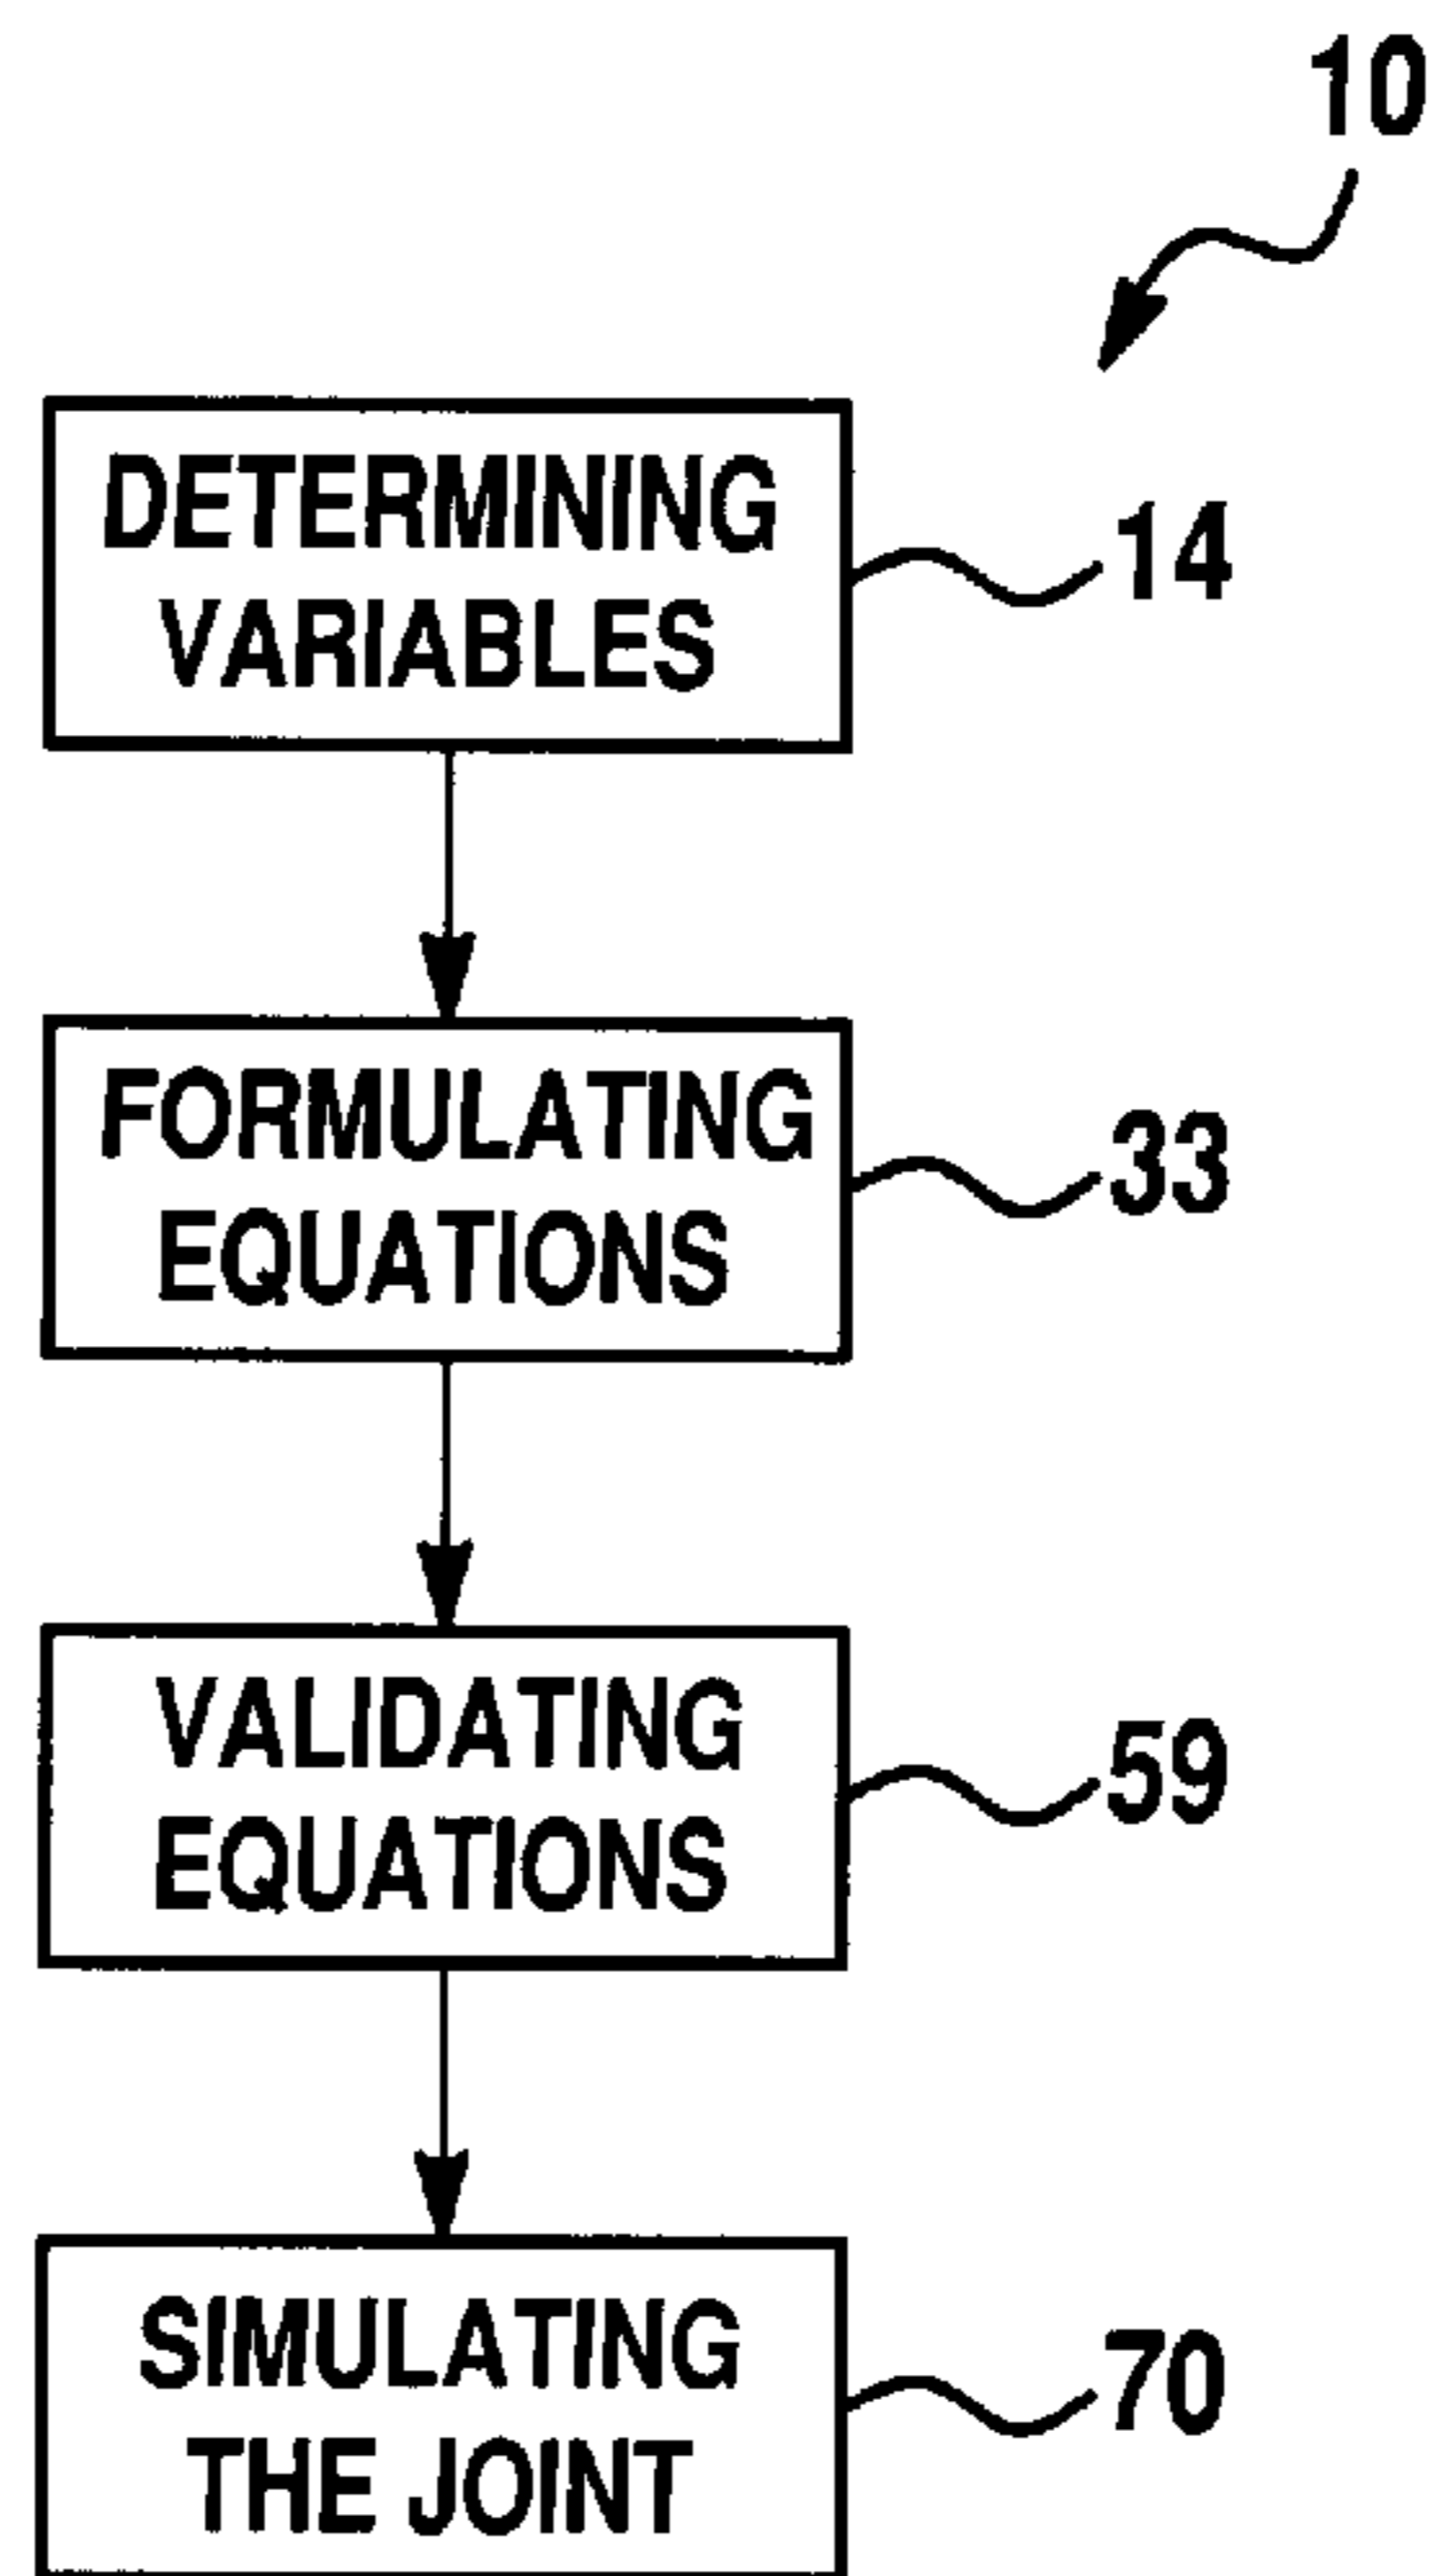 10
DETERMINING
VARIABLES
14
FORMULATING
EQUATIONS
33
VALIDATING
EQUATIONS
59
SIMULATING
THE JOINT
70